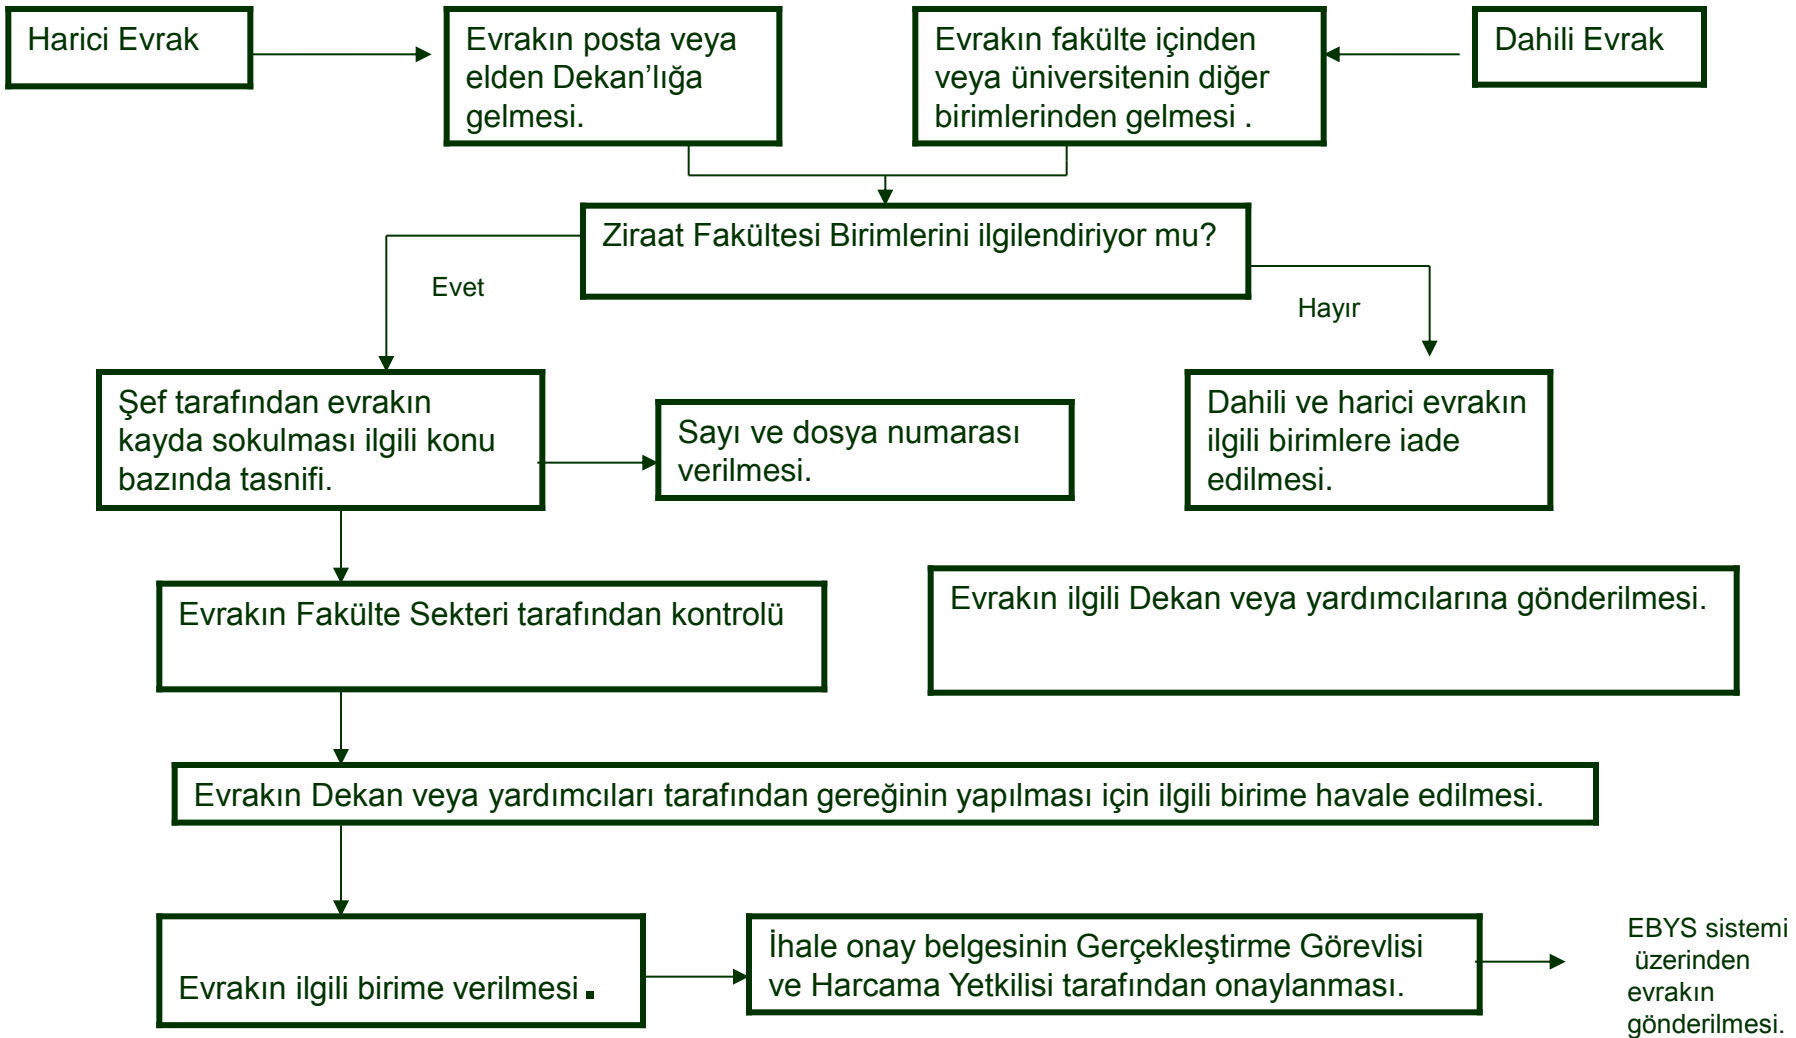 Harici Evrak
Evrakın posta veya
elden Dekan’lığa
gelmesi.
Evrakın fakülte içinden
veya üniversitenin diğer
birimlerinden gelmesi .
Dahili Evrak
Ziraat Fakültesi Birimlerini ilgilendiriyor mu?
Evet
Hayır
Şef tarafından evrakın
kayda sokulması ilgili konu
bazında tasnifi.
Sayı ve dosya numarası
verilmesi.
Dahili ve harici evrakın
ilgili birimlere iade
edilmesi.
Evrakın Fakülte Sekteri tarafından kontrolü
Evrakın ilgili Dekan veya yardımcılarına gönderilmesi.
Evrakın Dekan veya yardımcıları tarafından gereğinin yapılması için ilgili birime havale edilmesi.
Evrakın ilgili birime verilmesi.
İhale onay belgesinin Gerçekleştirme Görevlisi
ve Harcama Yetkilisi tarafından onaylanması.
EBYS sistemi
üzerinden
evrakın
gönderilmesi.